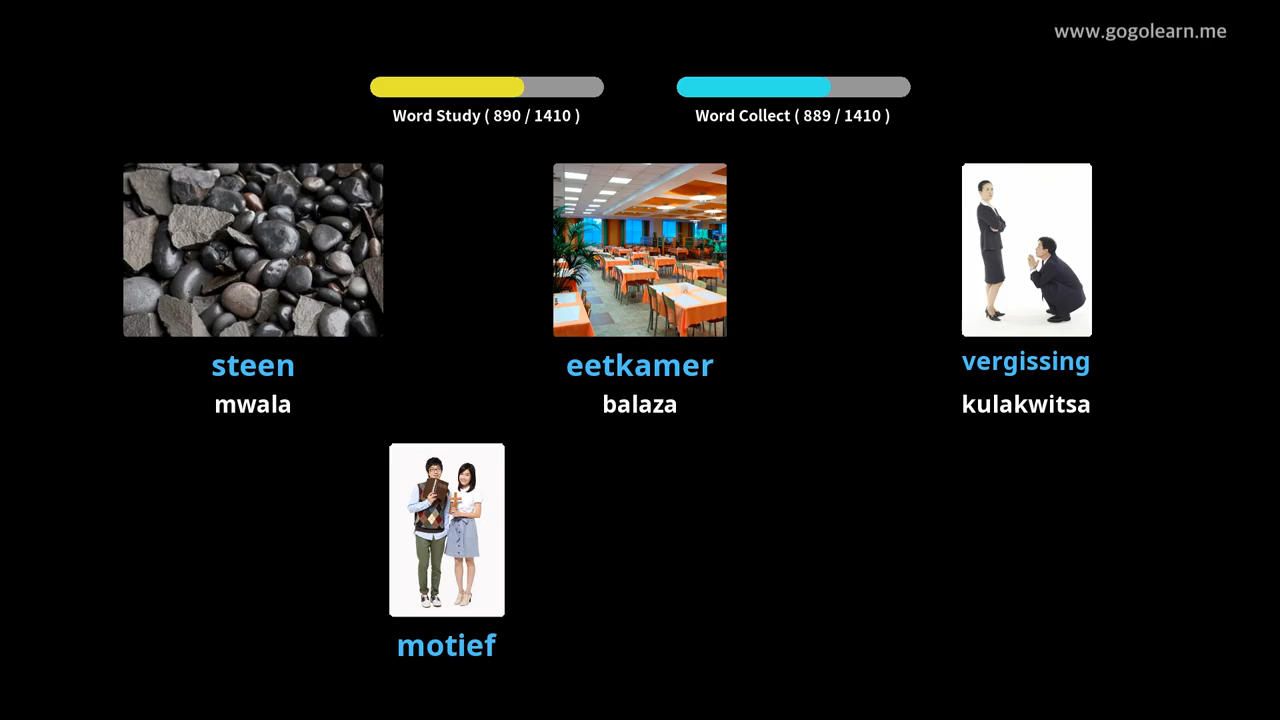 www.gogolearn.me
Word Study ( 890 / 1410 )
Word Collect ( 889 / 1410 )
steen
mwala
eetkamer
balaza
vergissing
kulakwitsa
motief